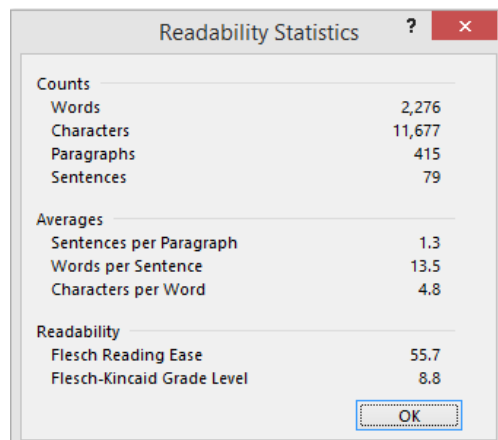 Readability Statistics ? ×
Counts
Words 2,276
Characters 11,677
Paragraphs 415
Sentences 79
Averages
Sentences per Paragraph 1.3
Words per Sentence 13.5
Characters per Word 4.8
Readability
Flesch Reading Ease 55.7
Flesch-Kincaid Grade Level 8.8
OK